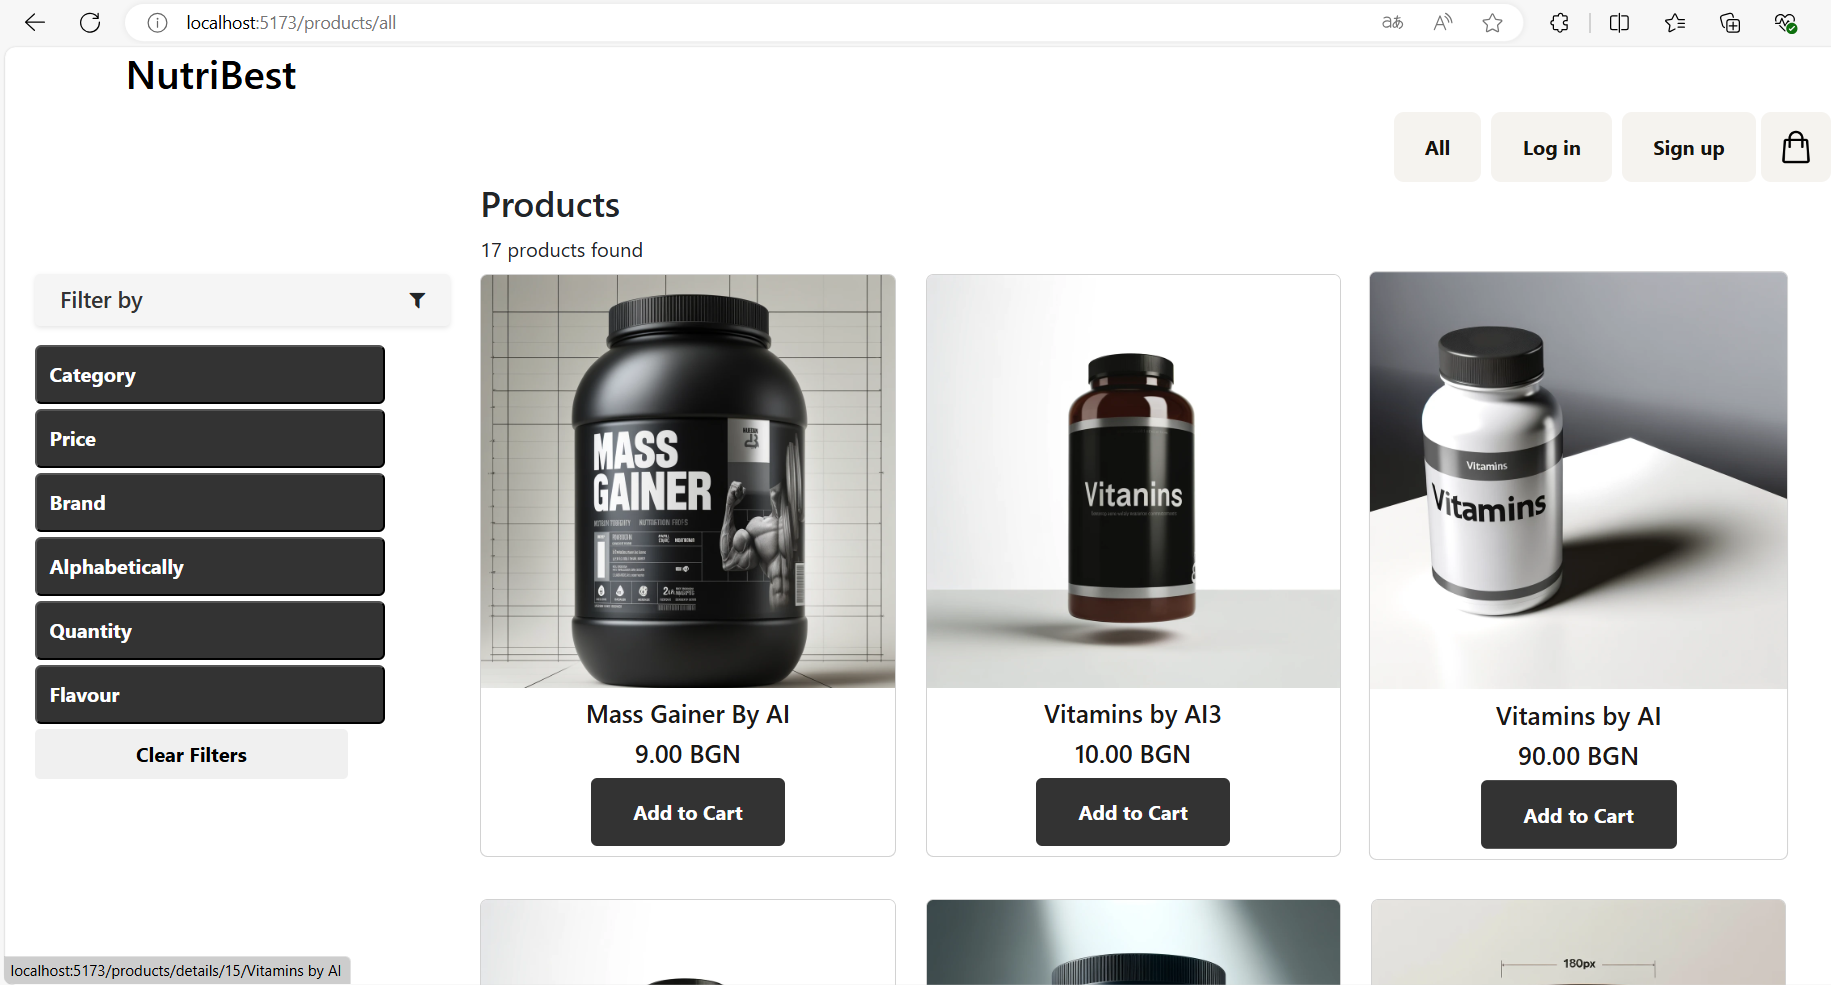 localhost:5173/products/all
NutriBest
All
Log in
Sign up
Products
17 products found
Filter by
Category
Price
Brand
Alphabetically
Quantity
Flavour
Clear Filters
MASS
GAINER
Mass Gainer By AI
9.00 BGN
Add to Cart
Vitanins
Vitamins by AI3
10.00 BGN
Add to Cart
Vitamins
Vitamins
Vitamins by AI
90.00 BGN
Add to Cart
180px
localhost:5173/products/details/15/Vitamins by AI